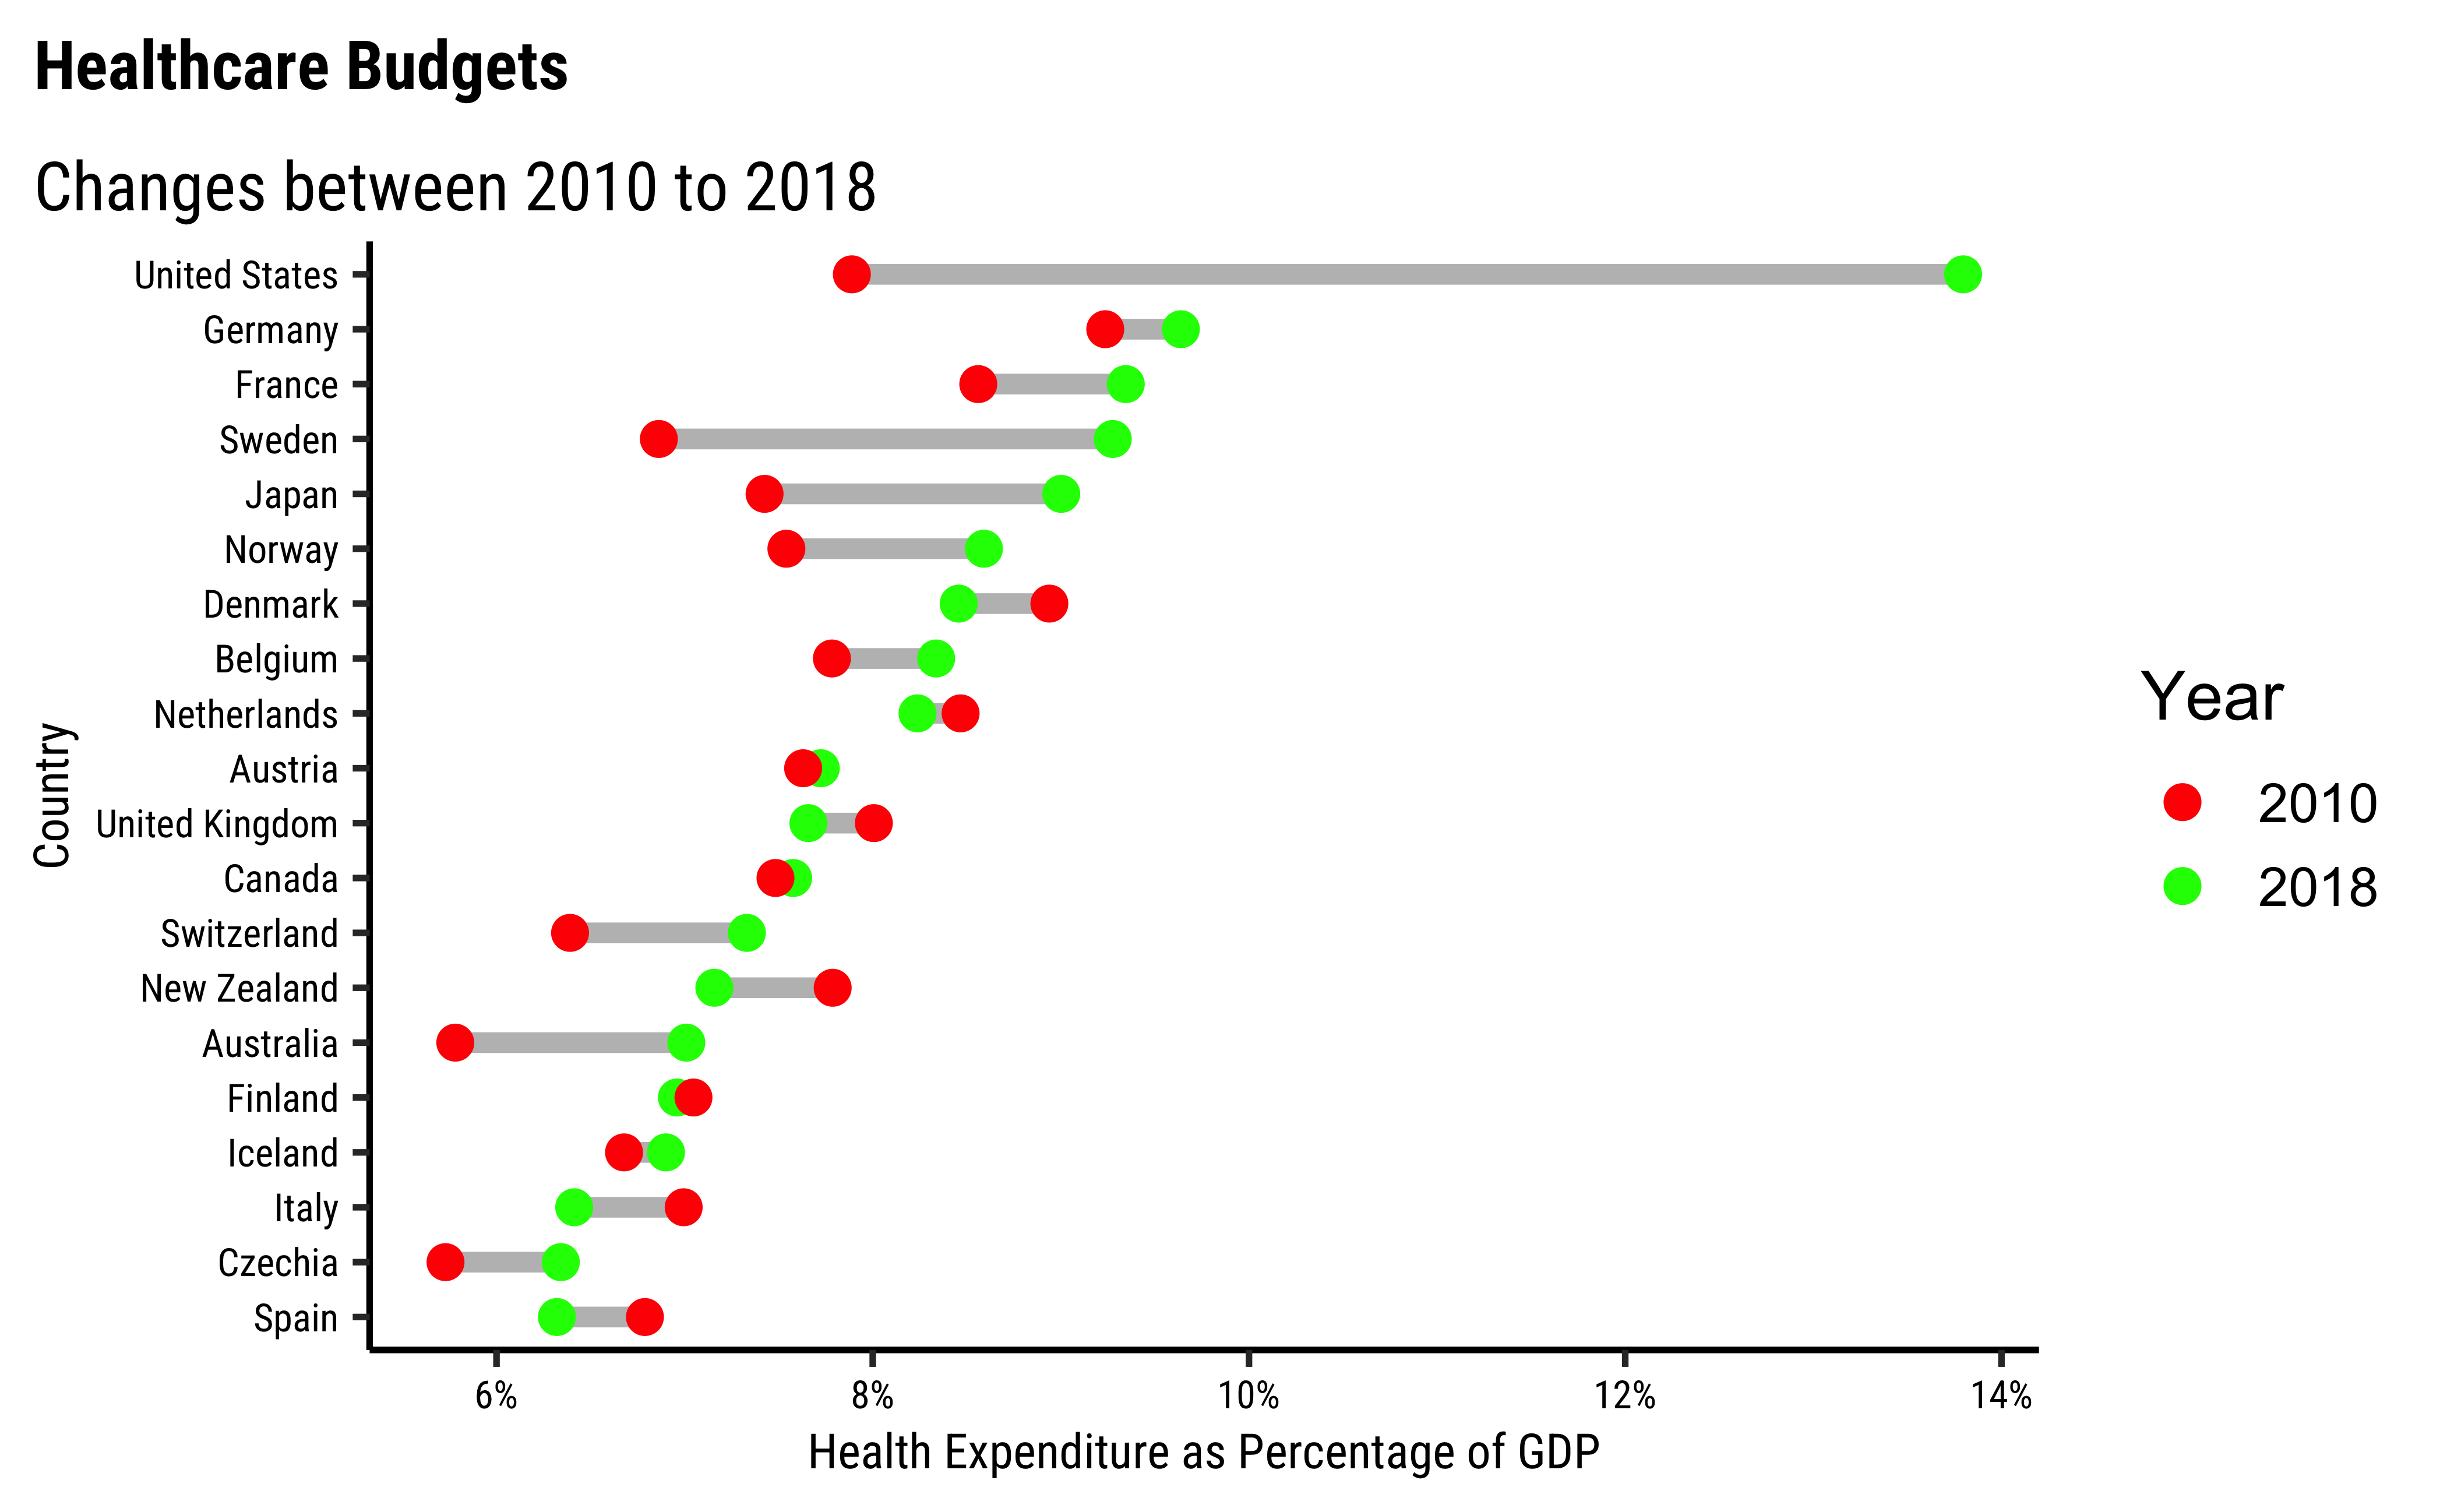 Healthcare Budgets
Changes between 2010 to 2018
United States
Germany
France
Sweden
Japan
Norway
Denmark
Belgium
Netherlands
Austria
United Kingdom
Canada
Switzerland
New Zealand
Australia
Finland
Iceland
Italy
Czechia
Spain
Country
6%
8%
10%
12%
14%
Health Expenditure as Percentage of GDP
Year
2010
2018